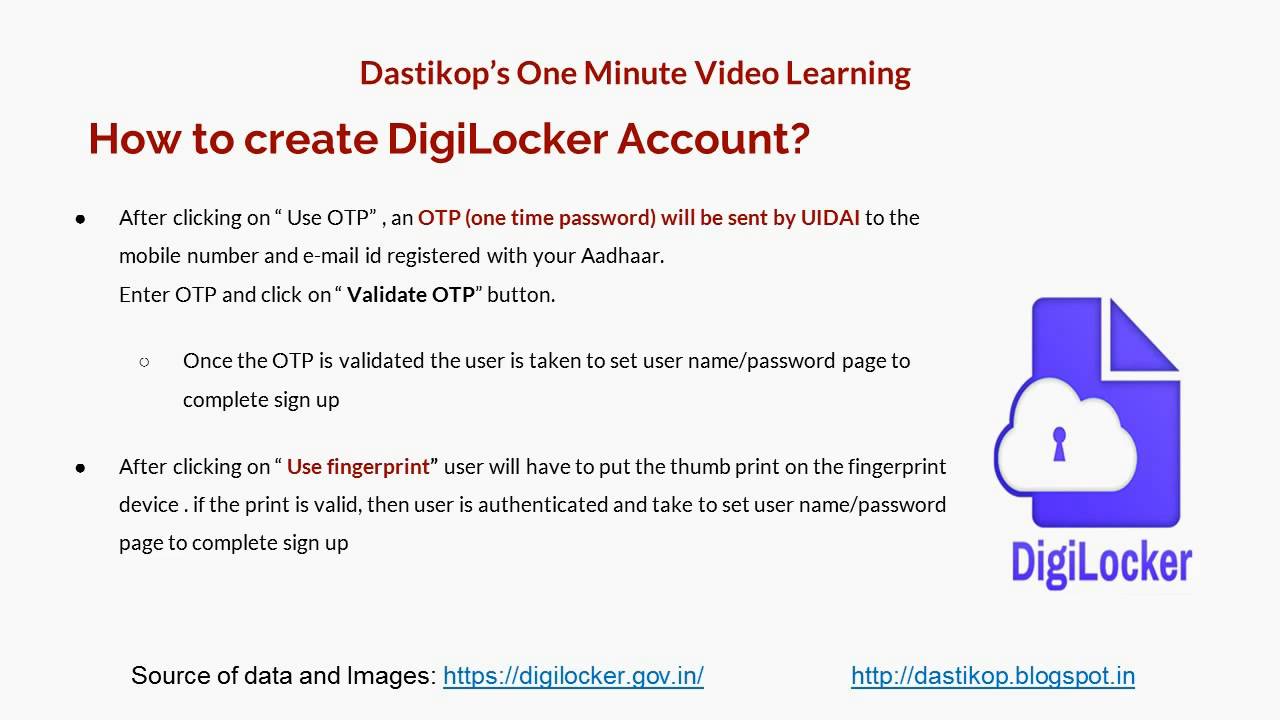 Dastikop’s One Minute Video Learning
How to create DigiLocker Account?
● After clicking on “ Use OTP” , an OTP (one time password) will be sent by UIDAI to the
mobile number and e-mail id registered with your Aadhaar.
Enter OTP and click on “ Validate OTP” button.
○ Once the OTP is validated the user is taken to set user name/password page to
complete sign up
● After clicking on “ Use fingerprint” user will have to put the thumb print on the fingerprint
device . if the print is valid, then user is authenticated and take to set user name/password
page to complete sign up
DigiLocker
Source of data and Images: https://digilocker.gov.in/ http://dastikop.blogspot.in